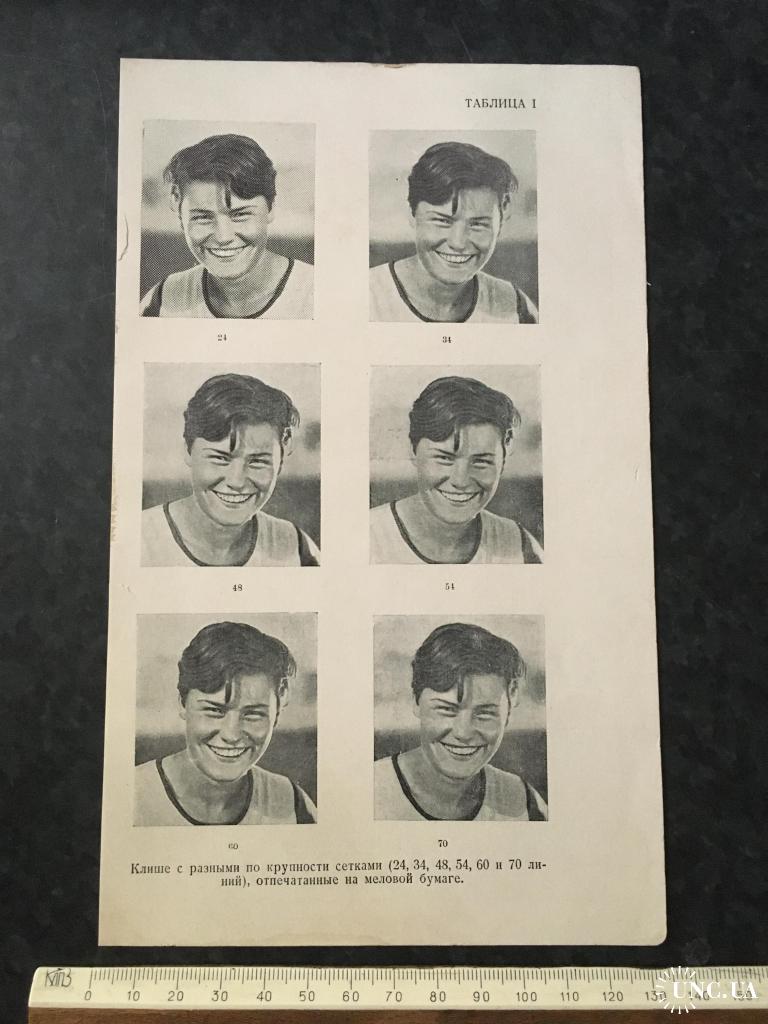 ТАБЛИЦА I
24
34
48
54
60
70
Клише с разными по крупности сетками (24, 34, 48, 54, 60 и 70 ли-
ний), отпечатанные на меловой бумаге.
0 10 20 30 40 50 60 70 80 90 100 110 120 130 140 150
UNC.UA